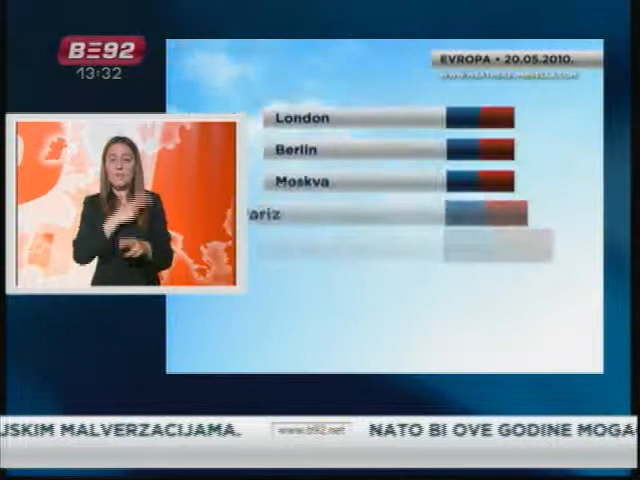 B92
13:32
EVROPA • 20.05.2010.
London
Berlin
Moskva
ariz
JSKIM MALVERZACIJAMA. www.b92.net NATO BI OVE GODINE MOGA